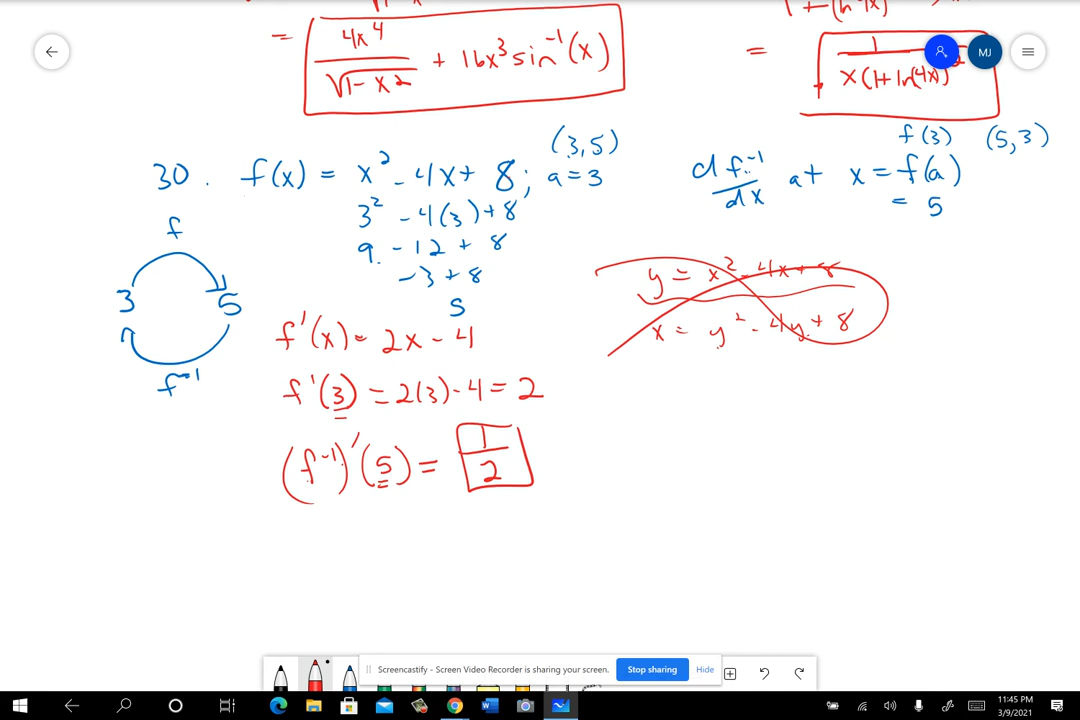 = 4x⁴/√1-x² + 16x³sin⁻¹(x)
1+(ln4x)
= 1/x(1+ln(4x)²
MJ
f(3) (5,3)
(3,5)
30. f(x) = x² - 4x + 8; a=3
df⁻¹/dx at x = f(a)
= 5
3² - 4(3)+8
9 - 12 + 8
-3+8
5
f
3 5
f⁻¹
y = x² - 4x+8
x = y² - 4y + 8
f'(x)= 2x - 4
f'(3) = 2(3)-4 = 2
(f⁻¹)'(5) = 1/2
Screencastify - Screen Video Recorder is sharing your screen. Stop sharing Hide
11:45 PM
3/9/2021